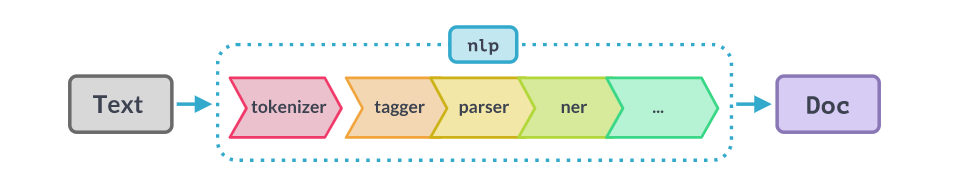 nlp
Text tokenizer tagger parser ner ... Doc